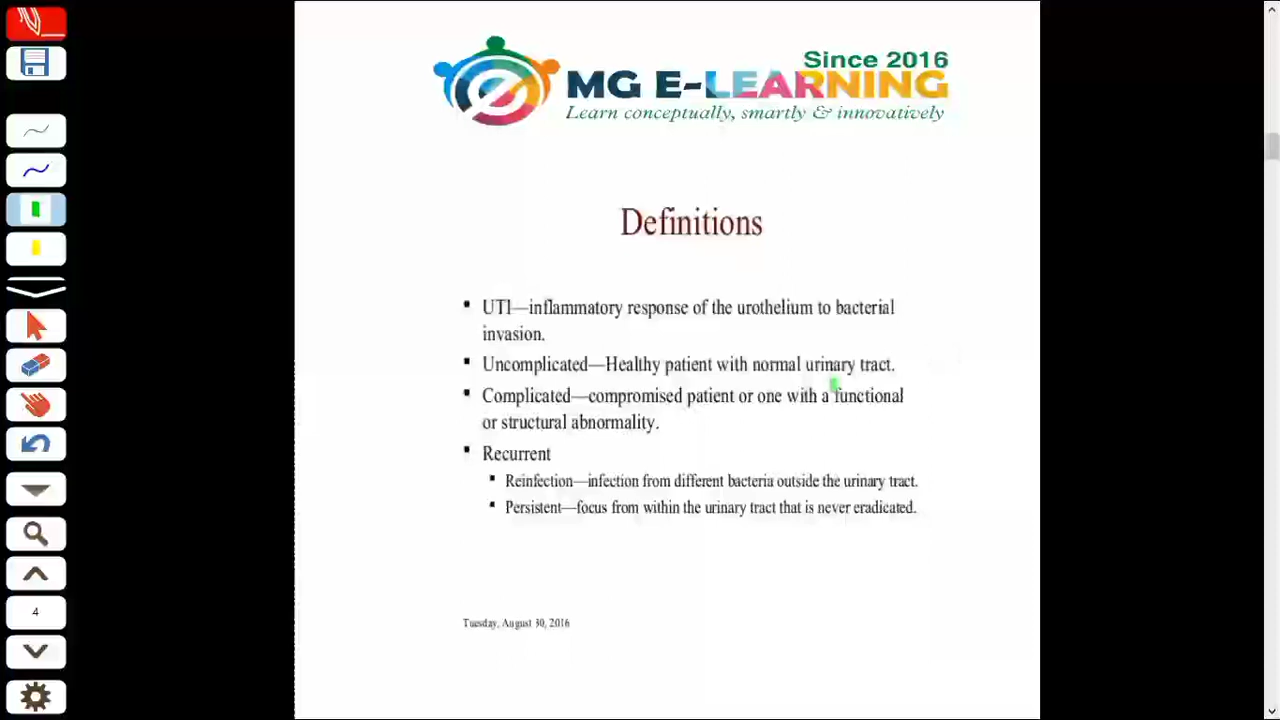 Since 2016
MG E-LEARNING
Learn conceptually, smartly & innovatively
Definitions
▪ UTI—inflammatory response of the urothelium to bacterial
invasion.
▪ Uncomplicated—Healthy patient with normal urinary tract.
▪ Complicated—compromised patient or one with a functional
or structural abnormality.
▪ Recurrent
▪ Reinfection—infection from different bacteria outside the urinary tract.
▪ Persistent—focus from within the urinary tract that is never eradicated.
Tuesday, August 30, 2016
4